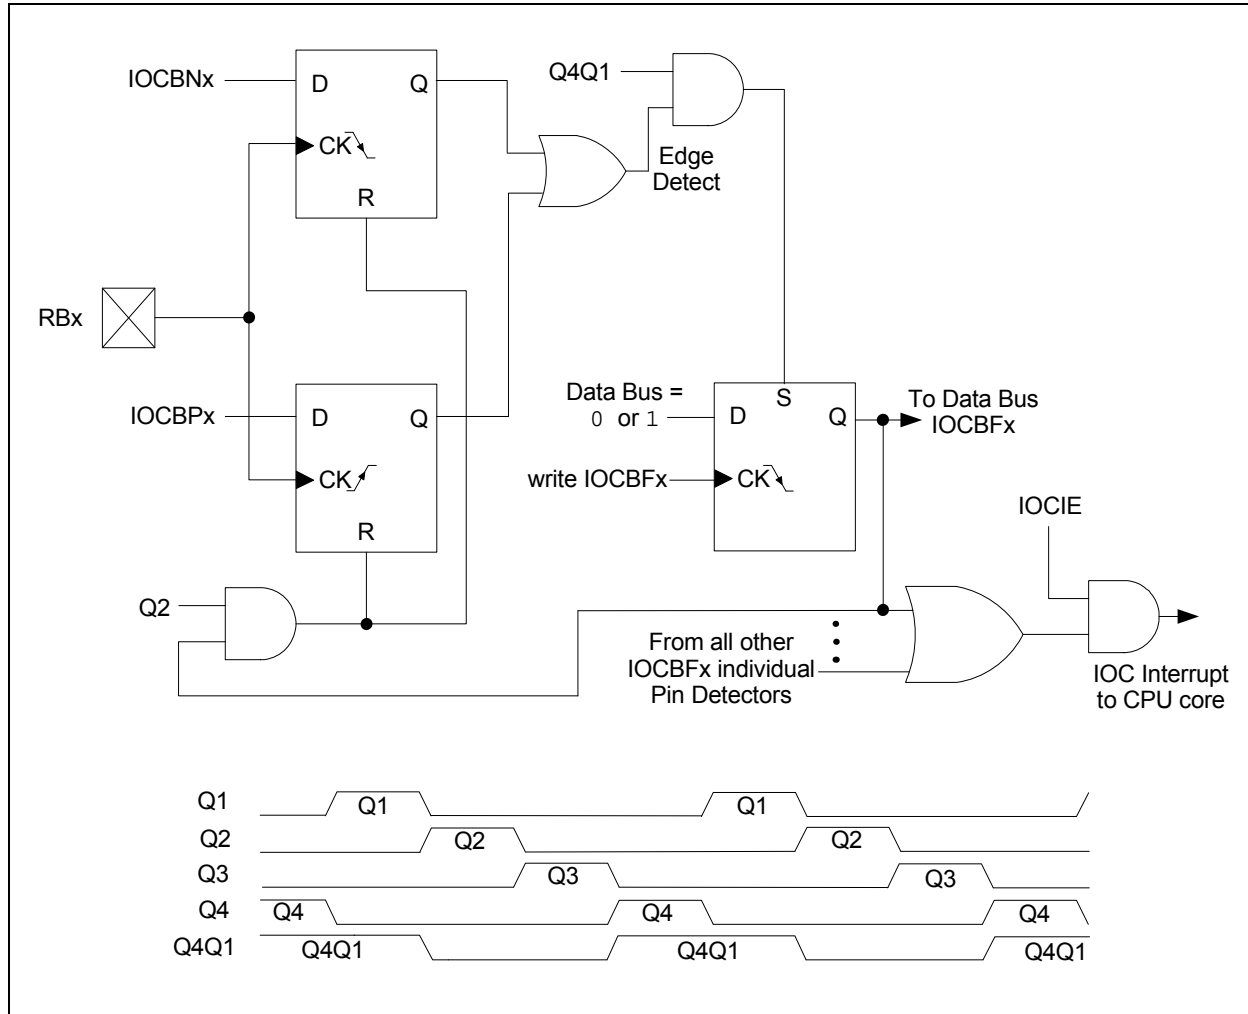 IOCBNx
D
Q
CK
R
Q4Q1
Edge
Detect
RBx
IOCBPx
D
Q
CK
R
Q2
Data Bus =
0 or 1
S
D
Q
write IOCBFx
CK
To Data Bus
IOCBFx
IOCIE
From all other
IOCBFx individual
Pin Detectors
IOC Interrupt
to CPU core
Q1
Q1
Q1
Q2
Q2
Q2
Q3
Q3
Q3
Q4
Q4
Q4
Q4
Q4Q1
Q4Q1
Q4Q1
Q4Q1